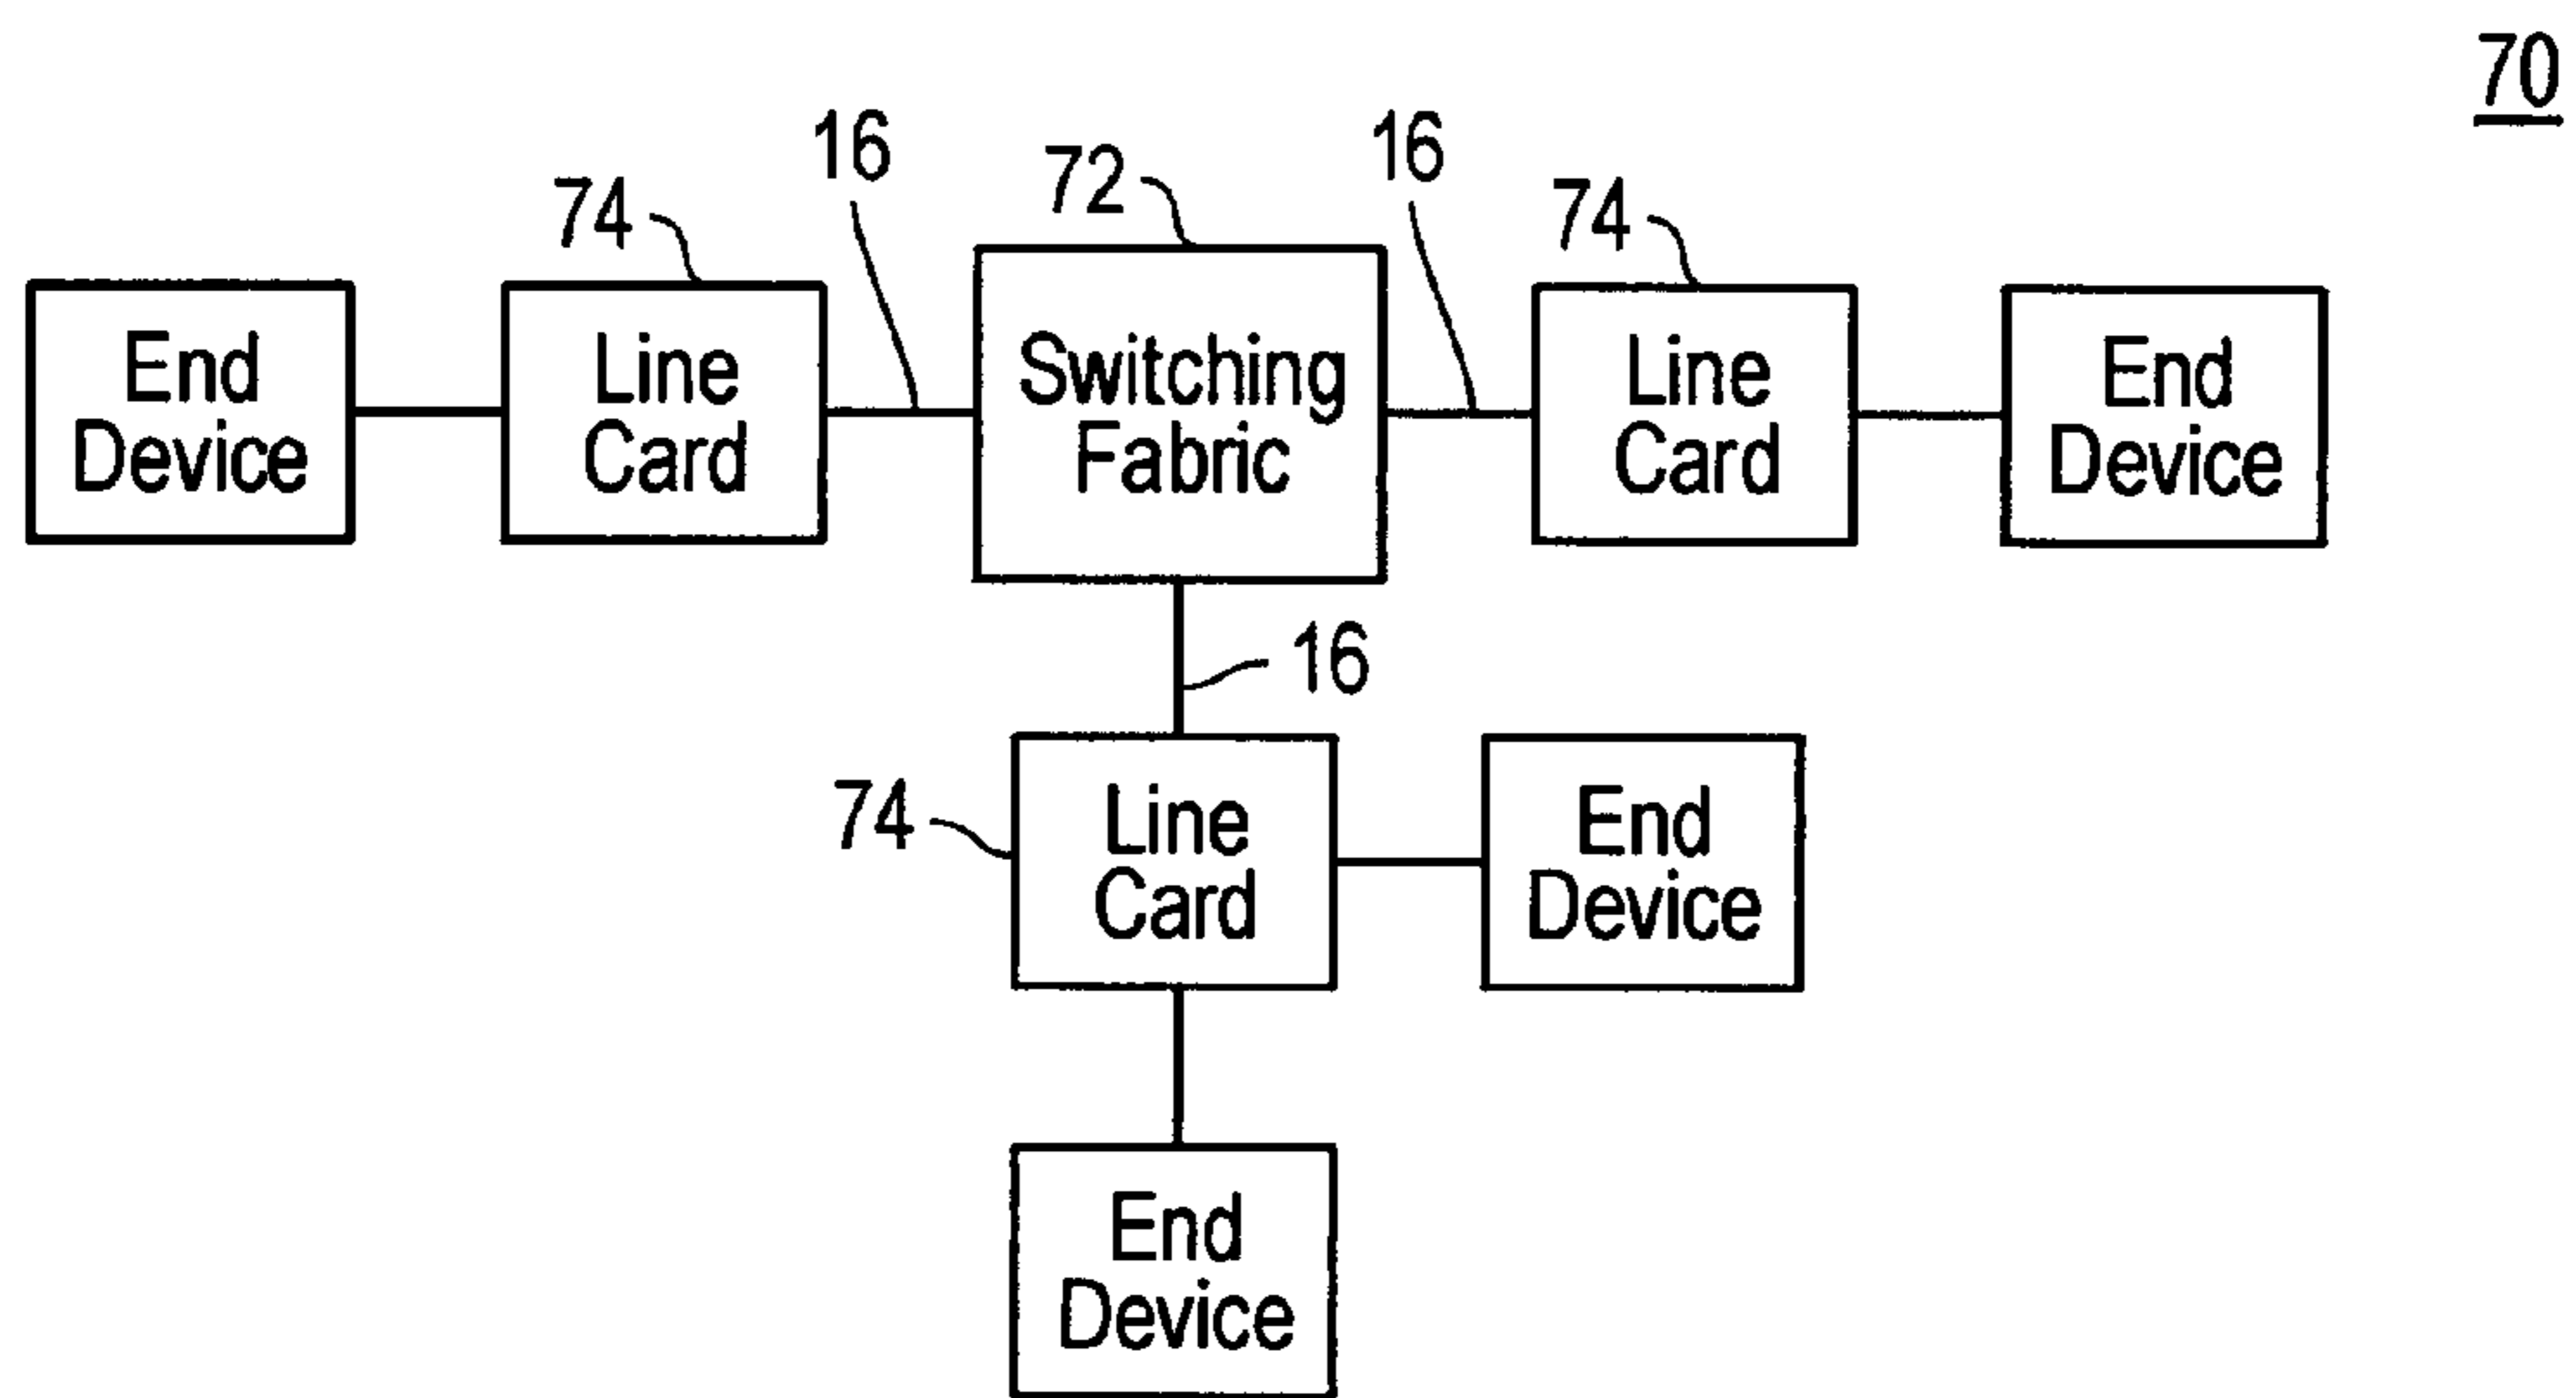 70
16
72
16
74
74
End
Device
Line
Card
Switching
Fabric
Line
Card
End
Device
16
74
Line
Card
End
Device
End
Device